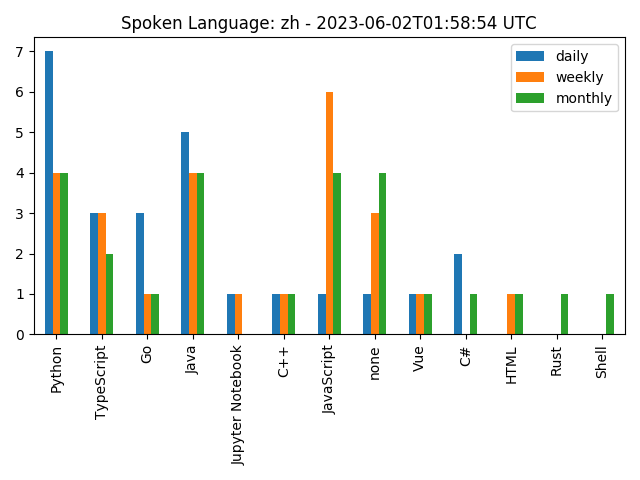 Spoken Language: zh - 2023-06-02T01:58:54 UTC
daily
weekly
monthly
7
6
5
4
3
2
1
0
Python
TypeScript
Go
Java
Jupyter Notebook
C++
JavaScript
none
Vue
C#
HTML
Rust
Shell